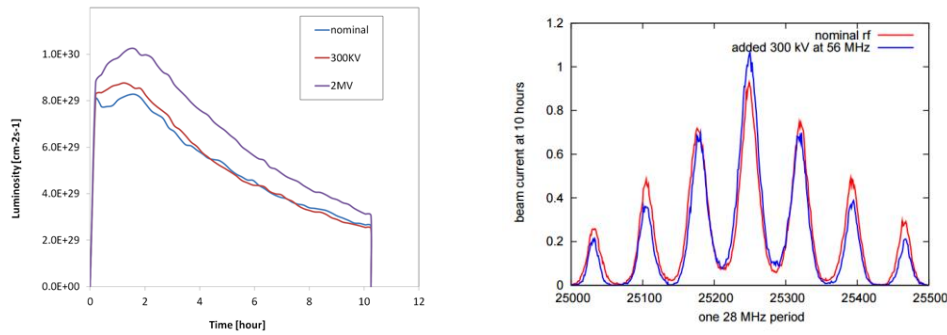 nominal
300KV
2MV
1.0E+30
8.0E+29
6.0E+29
4.0E+29
2.0E+29
0.0E+00
0 2 4 6 8 10 12
Luminosity [cm-2s-1]
Time [hour]
nominal rf
added 300 kV at 56 MHz
1.2
1
0.8
0.6
0.4
0.2
0
25000 25100 25200 25300 25400 25500
beam current at 10 hours
one 28 MHz period